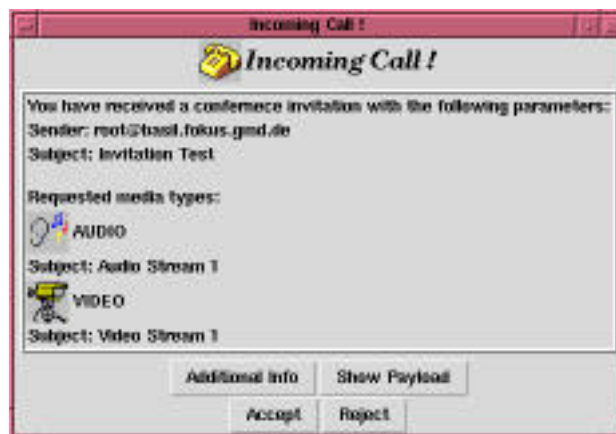 Incoming Call !
Incoming Call !
You have received a confernece invitation with the following parameters:
Sender: root@basil.fokus.gmd.de
Subject: Invitation Test
Requested media types:
AUDIO
Subject: Audio Stream 1
VIDEO
Subject: Video Stream 1
Additional Info Show Payload
Accept Reject